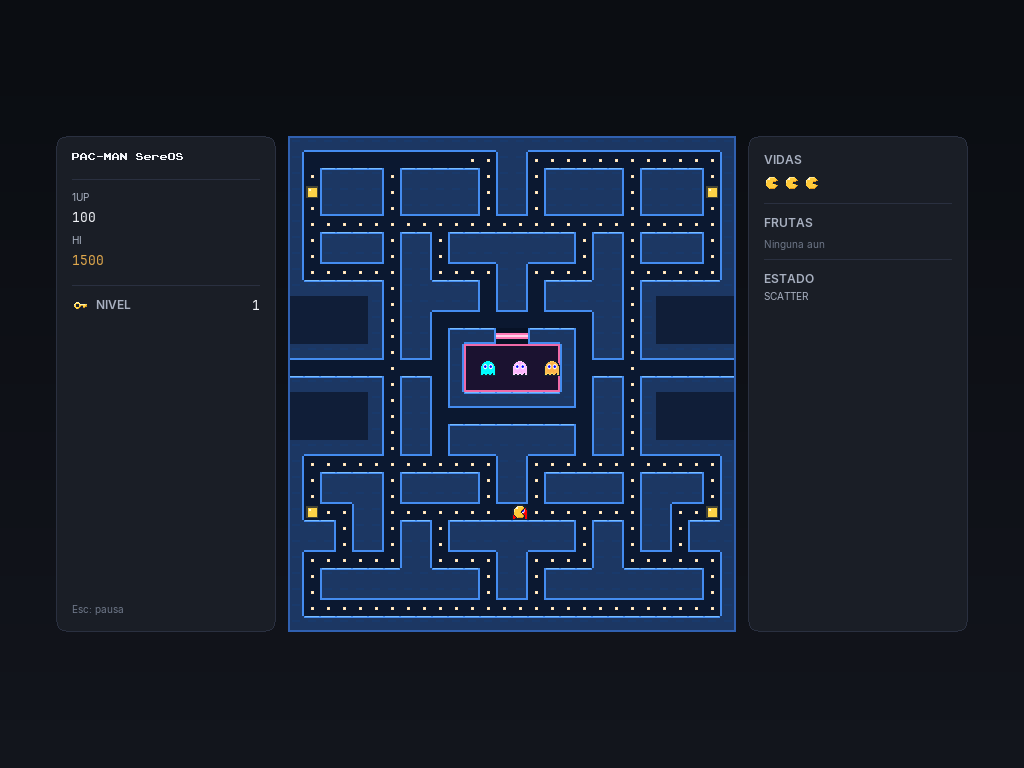 PAC-MAN SereOS
1UP
100
HI
1500
NIVEL 1
Esc: pausa
VIDAS
FRUTAS
Ninguna aun
ESTADO
SCATTER